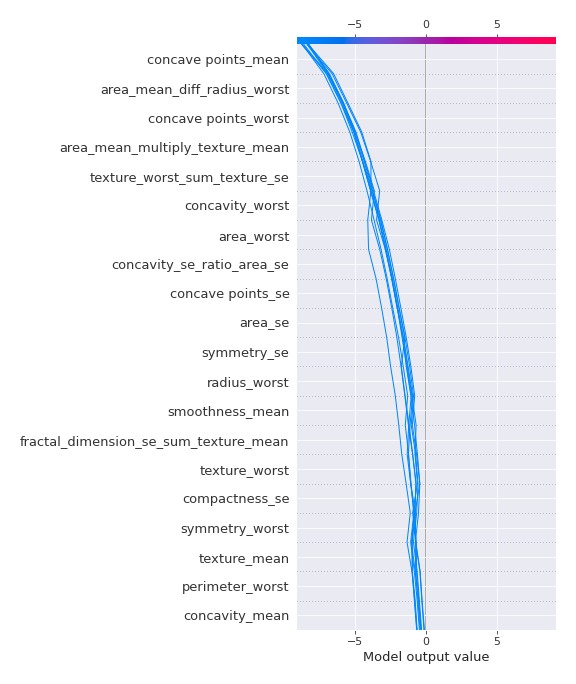 −5 0 5
concave points_mean
area_mean_diff_radius_worst
concave points_worst
area_mean_multiply_texture_mean
texture_worst_sum_texture_se
concavity_worst
area_worst
concavity_se_ratio_area_se
concave points_se
area_se
symmetry_se
radius_worst
smoothness_mean
fractal_dimension_se_sum_texture_mean
texture_worst
compactness_se
symmetry_worst
texture_mean
perimeter_worst
concavity_mean
−5 0 5
Model output value